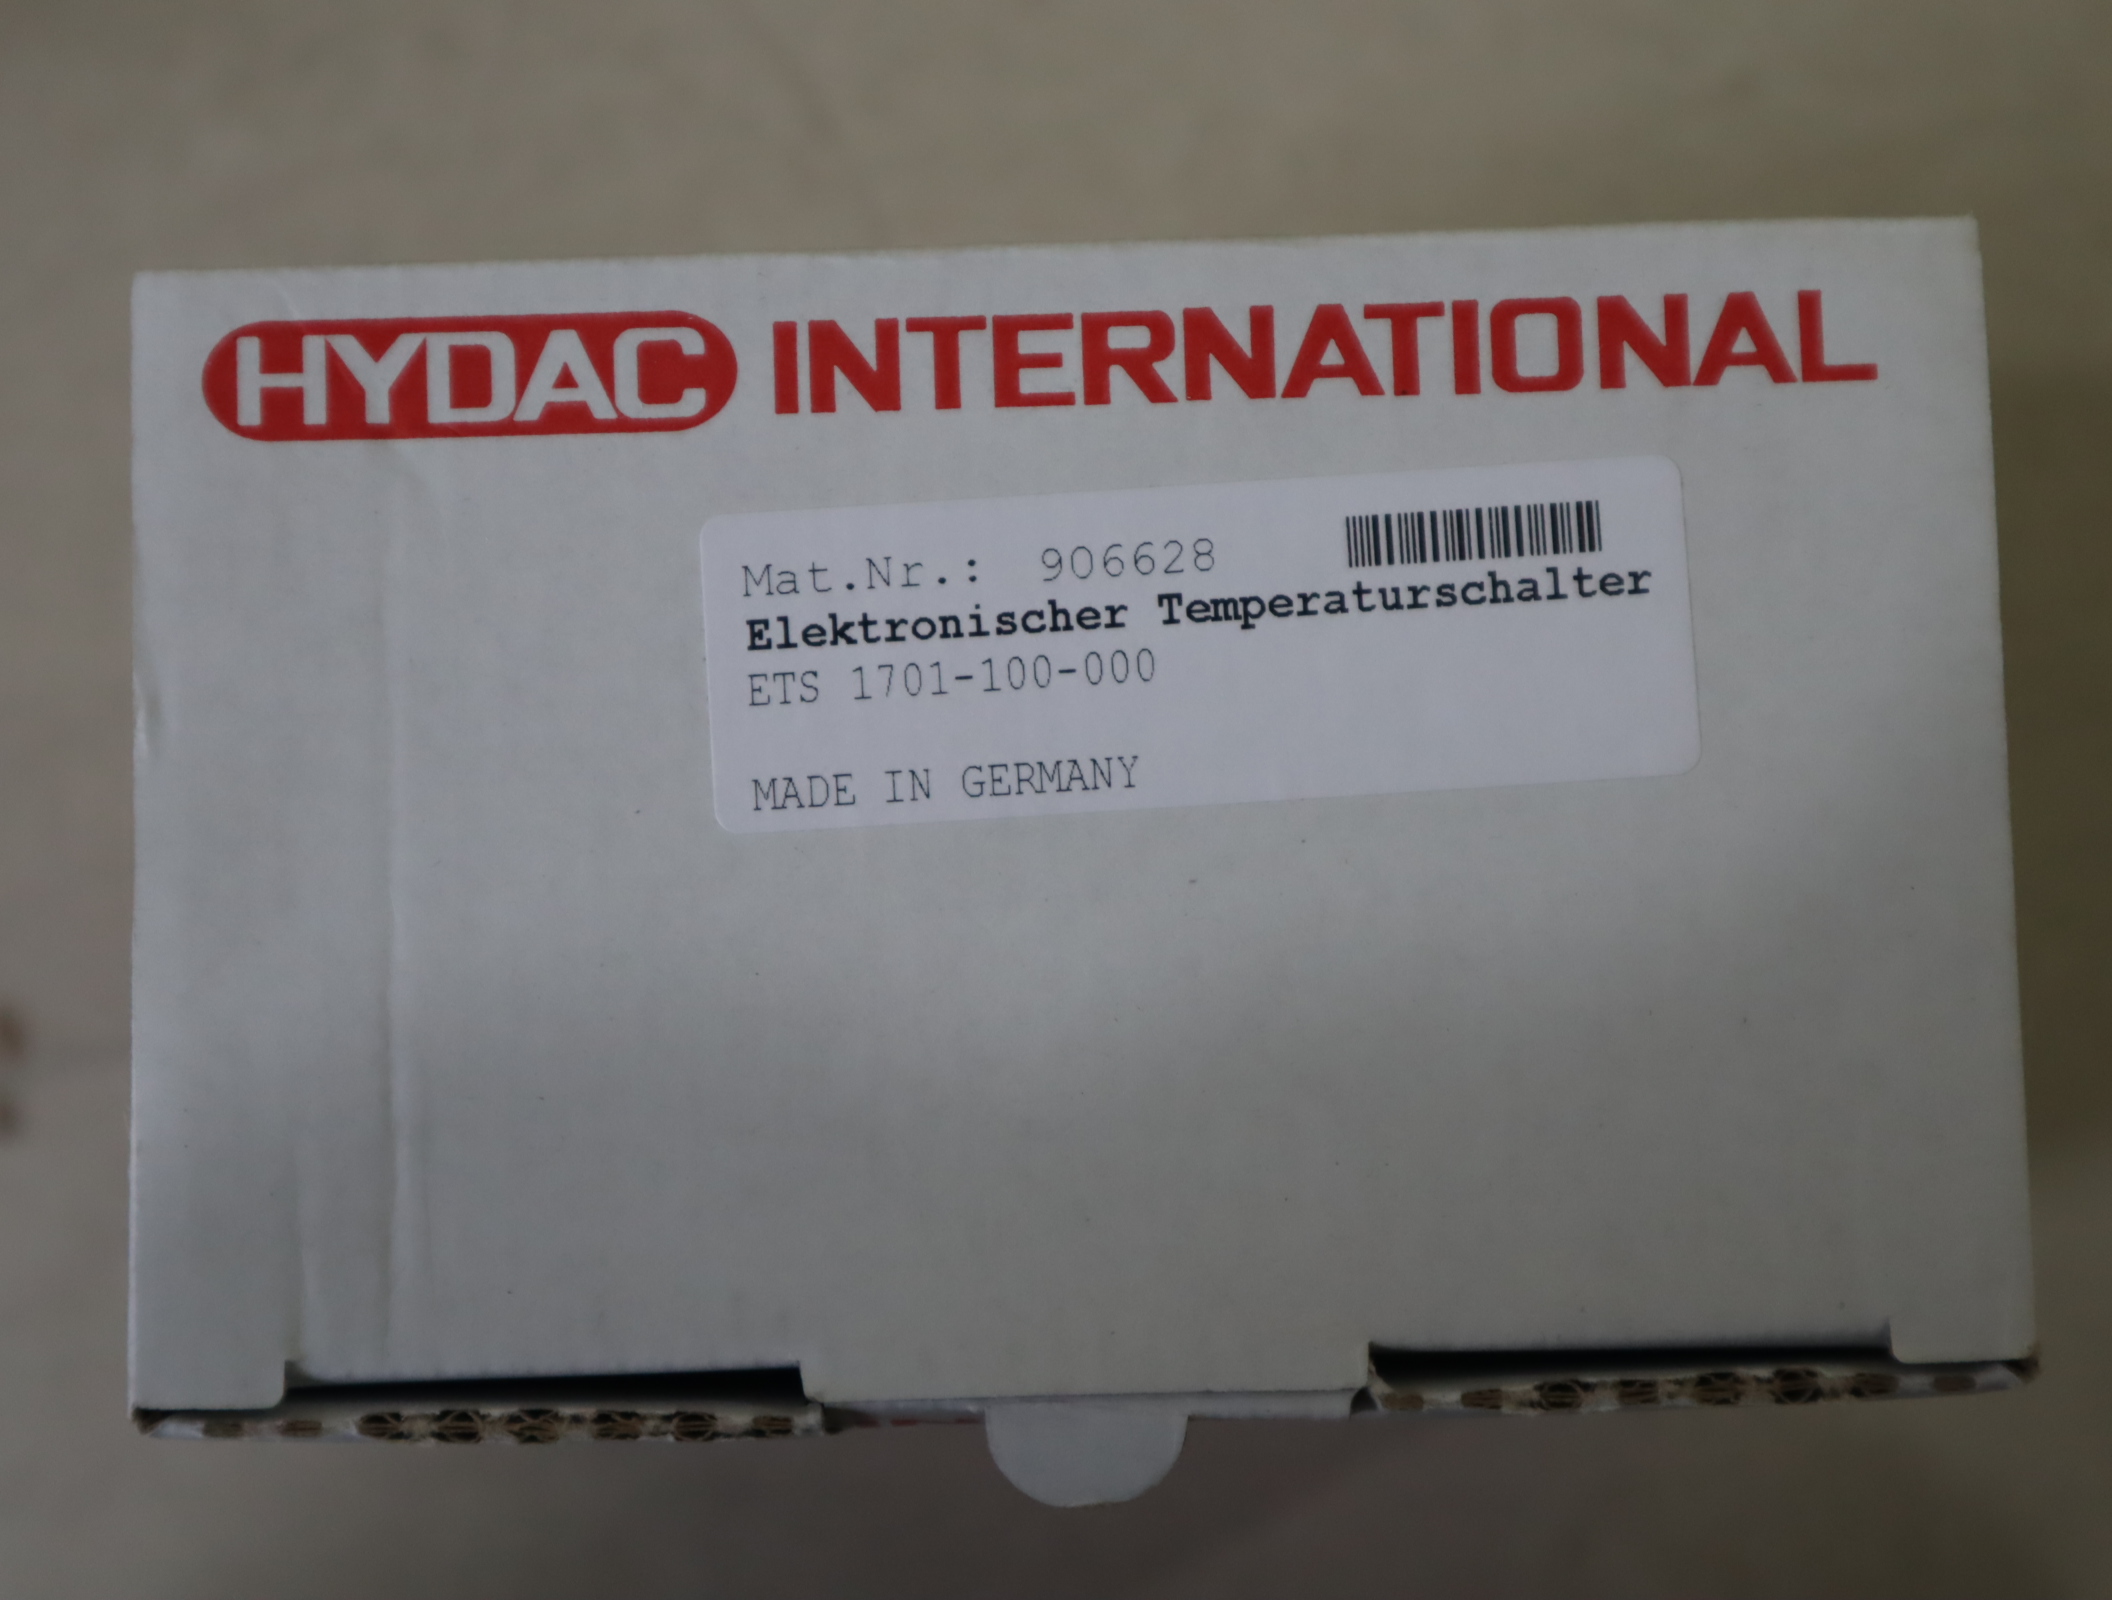 HYDAC INTERNATIONAL
Mat.Nr.: 906628
Elektronischer Temperaturschalter
ETS 1701-100-000
MADE IN GERMANY